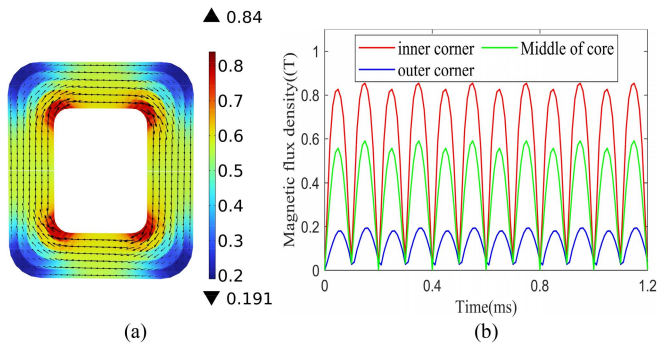 ▲ 0.84
0.8
0.7
0.6
0.5
0.4
0.3
0.2
▼ 0.191
(a)
Magnetic flux density((T)
1
0.8
0.6
0.4
0.2
0
inner corner
Middle of core
outer corner
0
0.4
0.8
1.2
Time(ms)
(b)